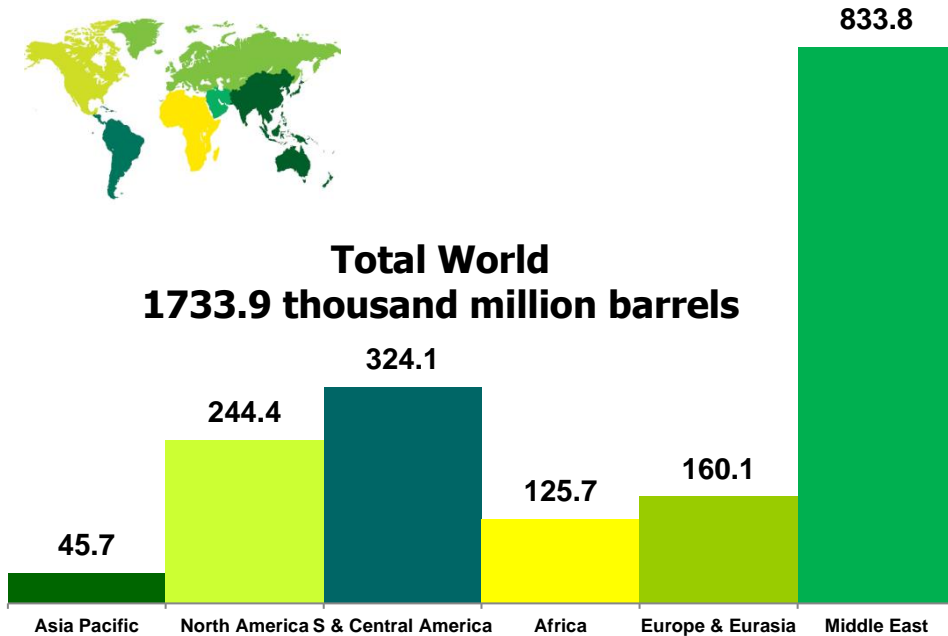 833.8
Total World
1733.9 thousand million barrels
324.1
244.4
160.1
125.7
45.7
Asia Pacific North America S & Central America Africa Europe & Eurasia Middle East